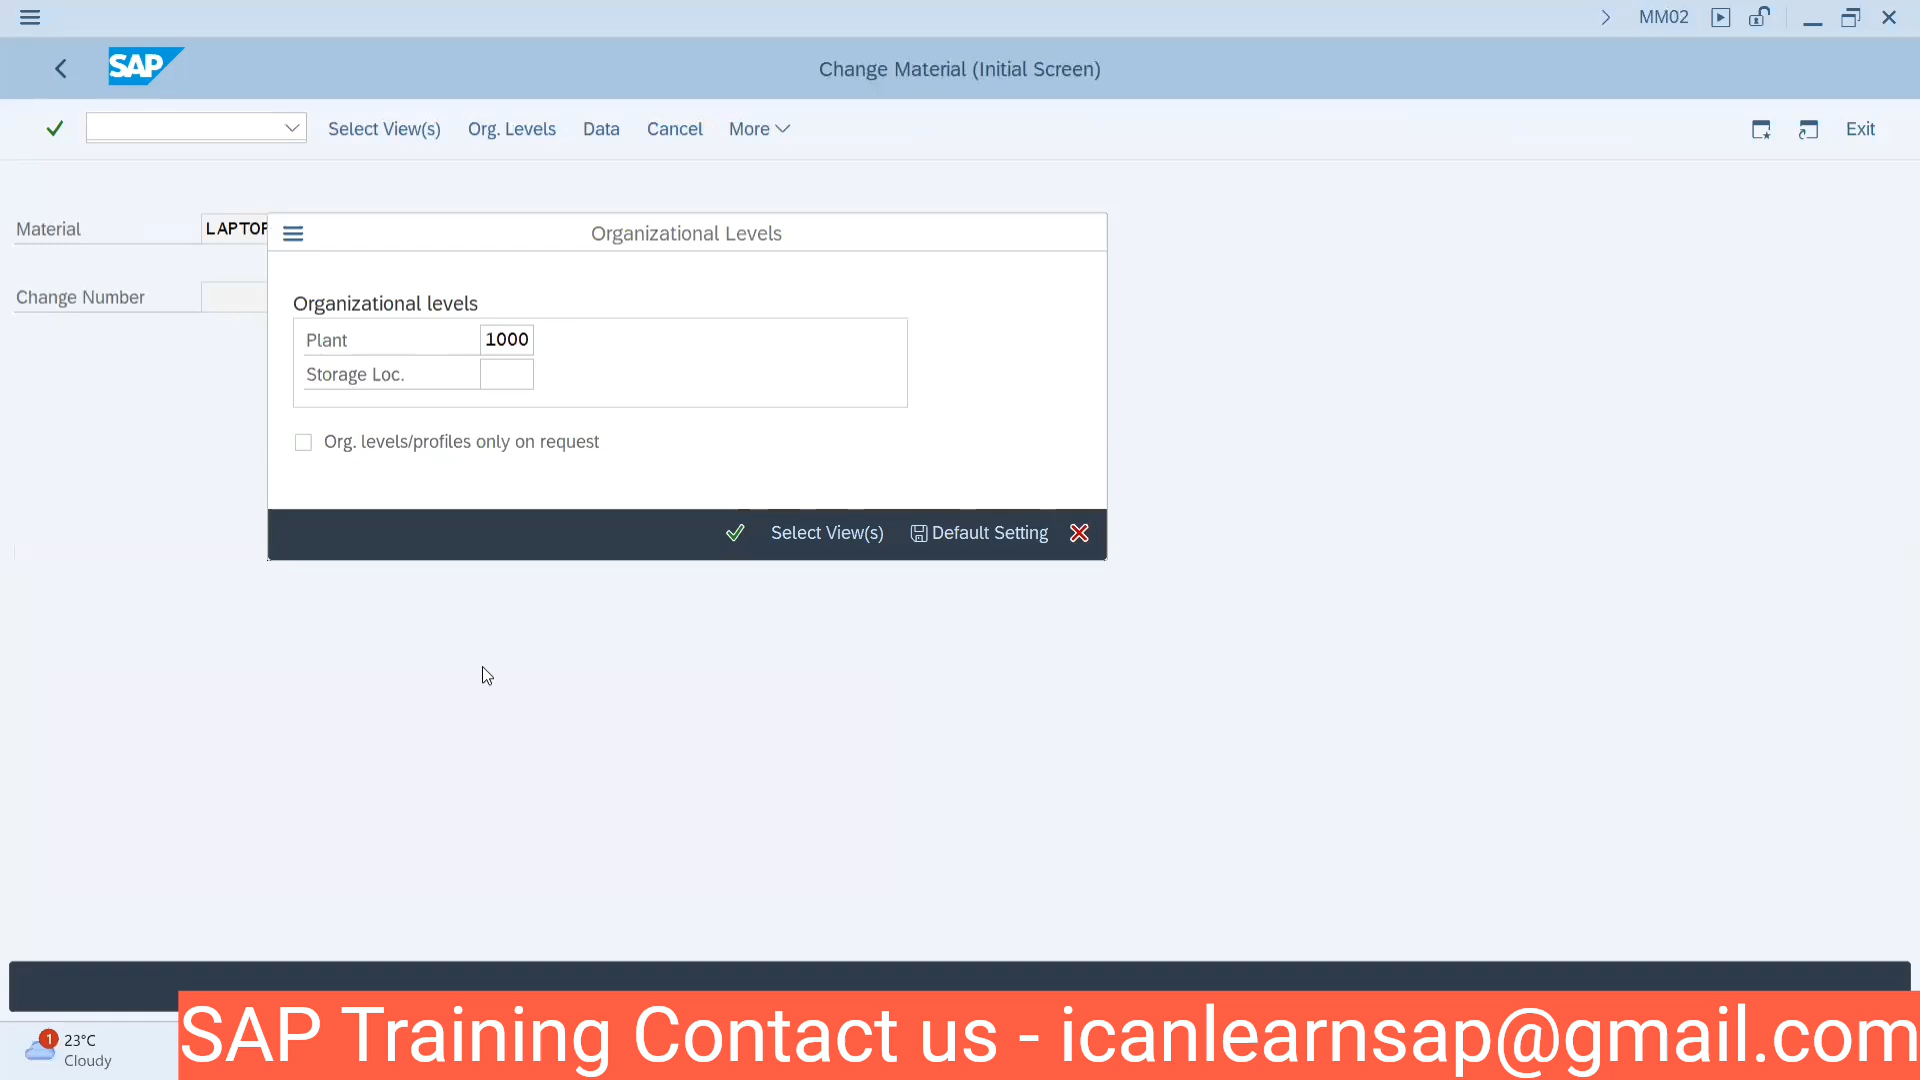 MM02
SAP
Change Material (Initial Screen)
Select View(s) Org. Levels Data Cancel More Exit
Material LAPTOP
Organizational Levels
Change Number
Organizational levels
Plant 1000
Storage Loc.
Org. levels/profiles only on request
Select View(s) Default Setting
SAP Training Contact us - icanlearnsap@gmail.com
1
23°C
Cloudy